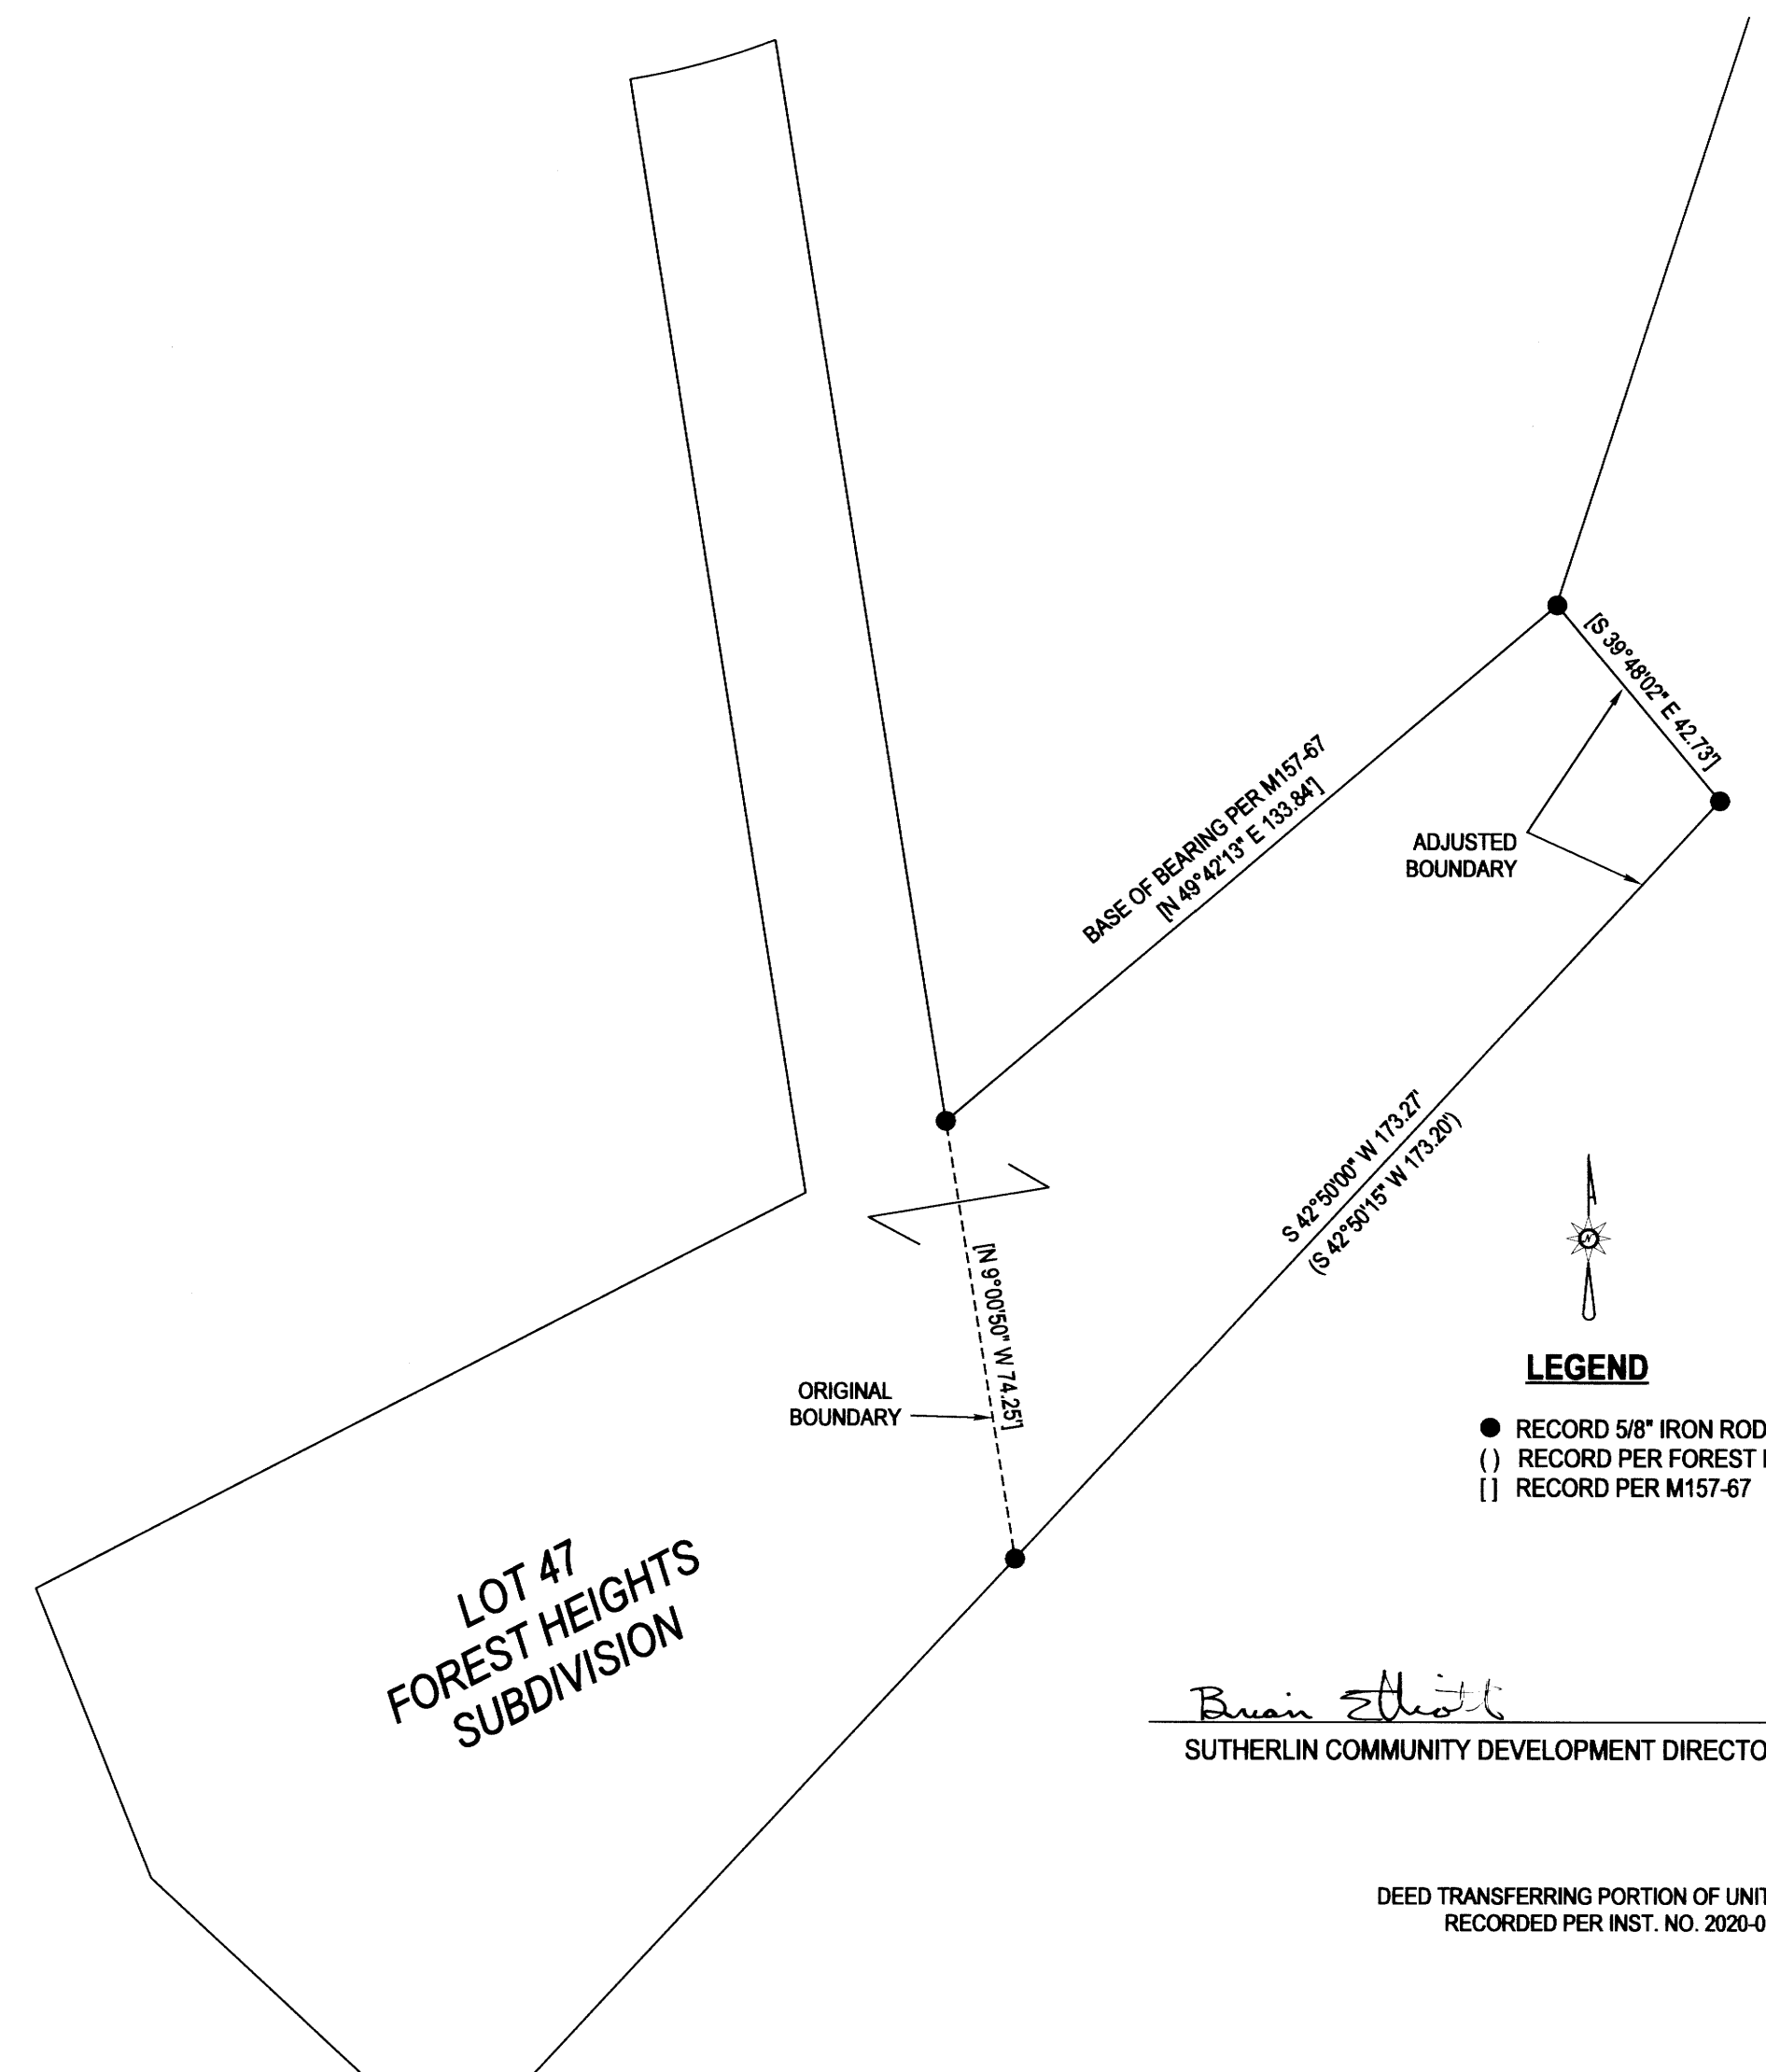 [S 39°48'02" E 42.73']
BASE OF BEARING PER M157-67
[N 49°42'13" E 133.84']
ADJUSTED
BOUNDARY
S 42°50'00" W 173.27'
(S 42°50'15" W 173.20')
[N 9°00'50" W 74.25']
ORIGINAL
BOUNDARY
N
LEGEND
RECORD 5/8" IRON ROD
( ) RECORD PER FOREST
[ ] RECORD PER M157-67
LOT 47
FOREST HEIGHTS
SUBDIVISION
Brian Elliott
SUTHERLIN COMMUNITY DEVELOPMENT DIRECTO
DEED TRANSFERRING PORTION OF UNIT
RECORDED PER INST. NO. 2020-0